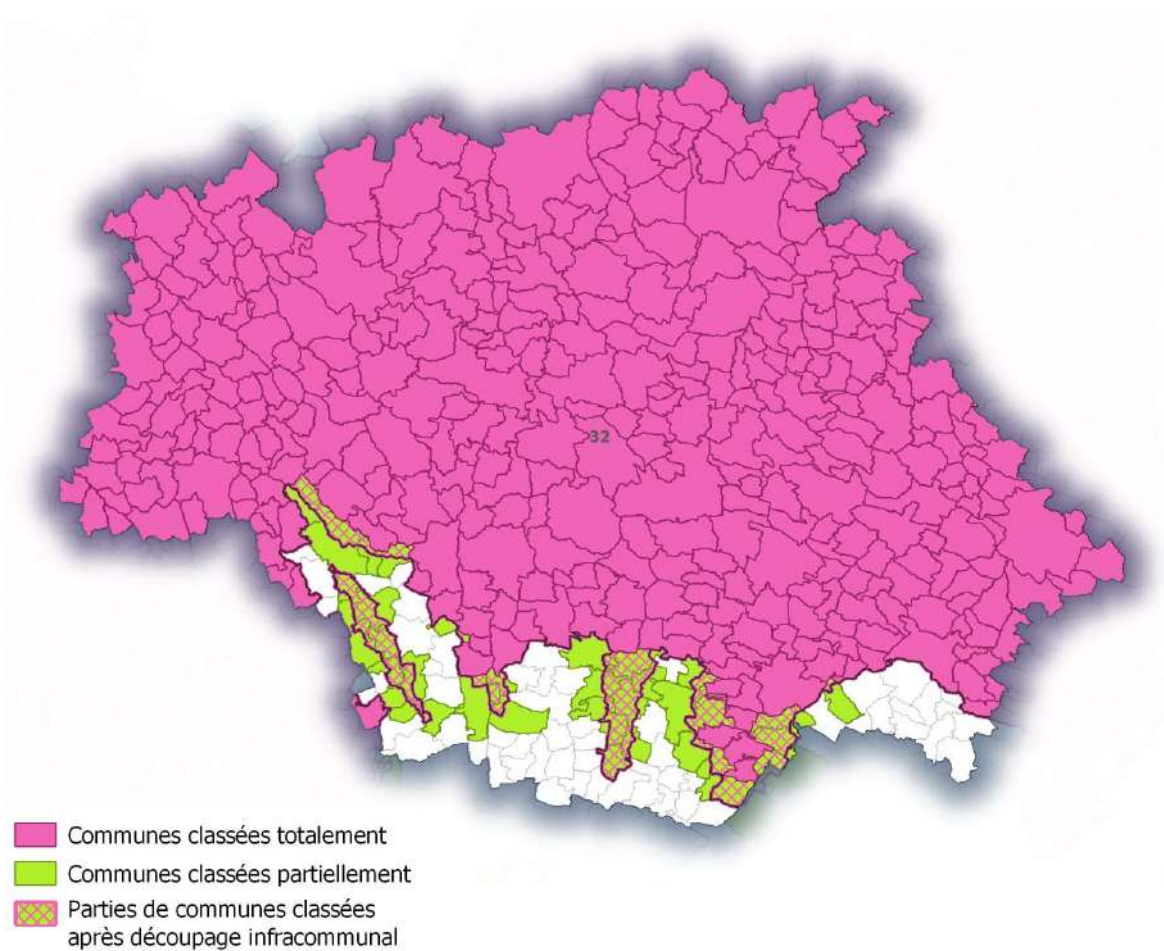 32
Communes classées totalement
Communes classées partiellement
Parties de communes classées
après découpage infracommunal